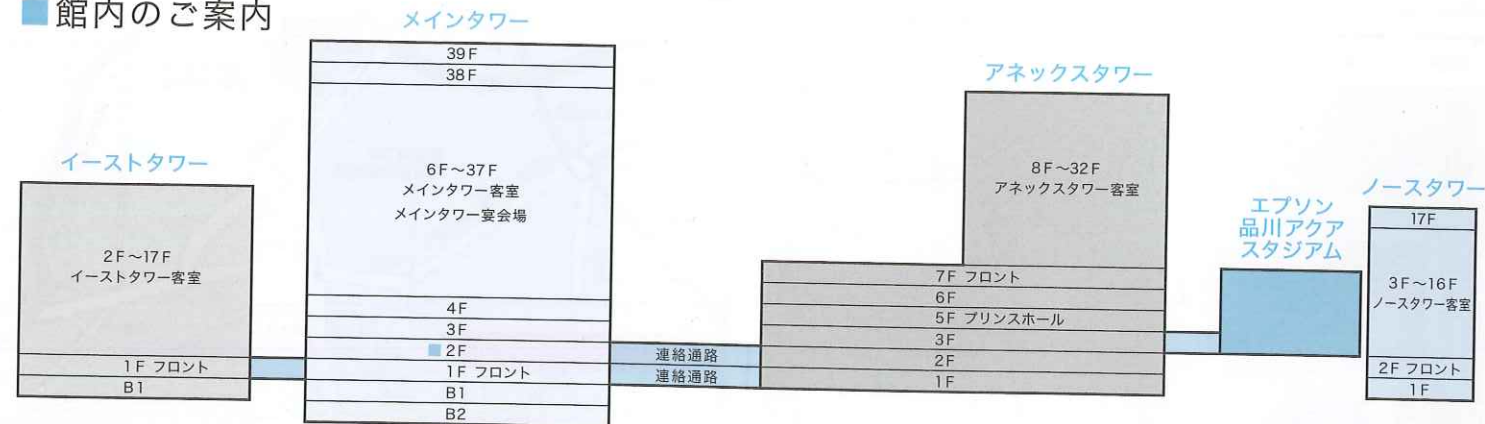 ■館内のご案内
メインタワー
39F
38F
6F〜37F
メインタワー客室
メインタワー宴会場
4F
3F
■2F
1F フロント
B1
B2
イーストタワー
2F〜17F
イーストタワー客室
1F フロント
B1
連絡通路
連絡通路
アネックスタワー
8F〜32F
アネックスタワー客室
7F フロント
6F
5F プリンスホール
3F
2F
1F
エプソン
品川アクア
スタジアム
ノースタワー
17F
3F〜16F
ノースタワー客室
2F フロント
1F